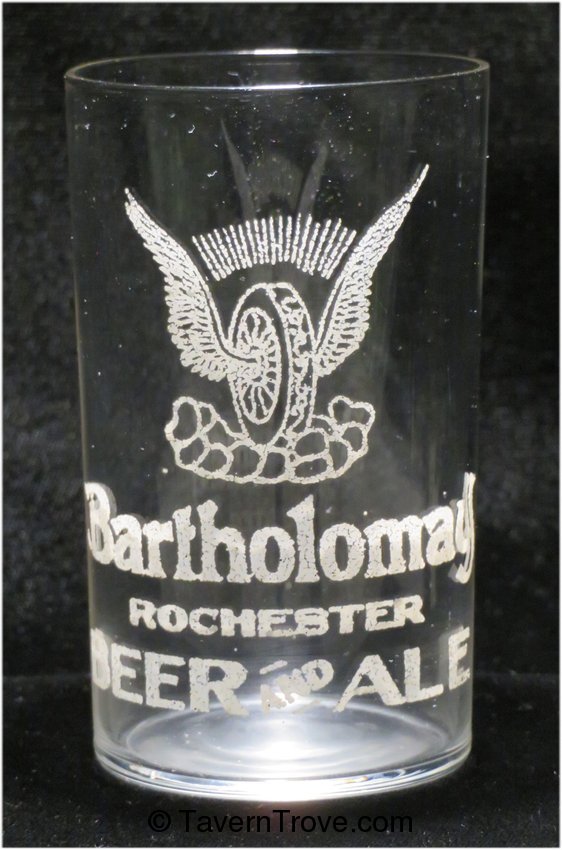 Bartholomay
ROCHESTER
BEER AND ALE
© TavernTrove.com